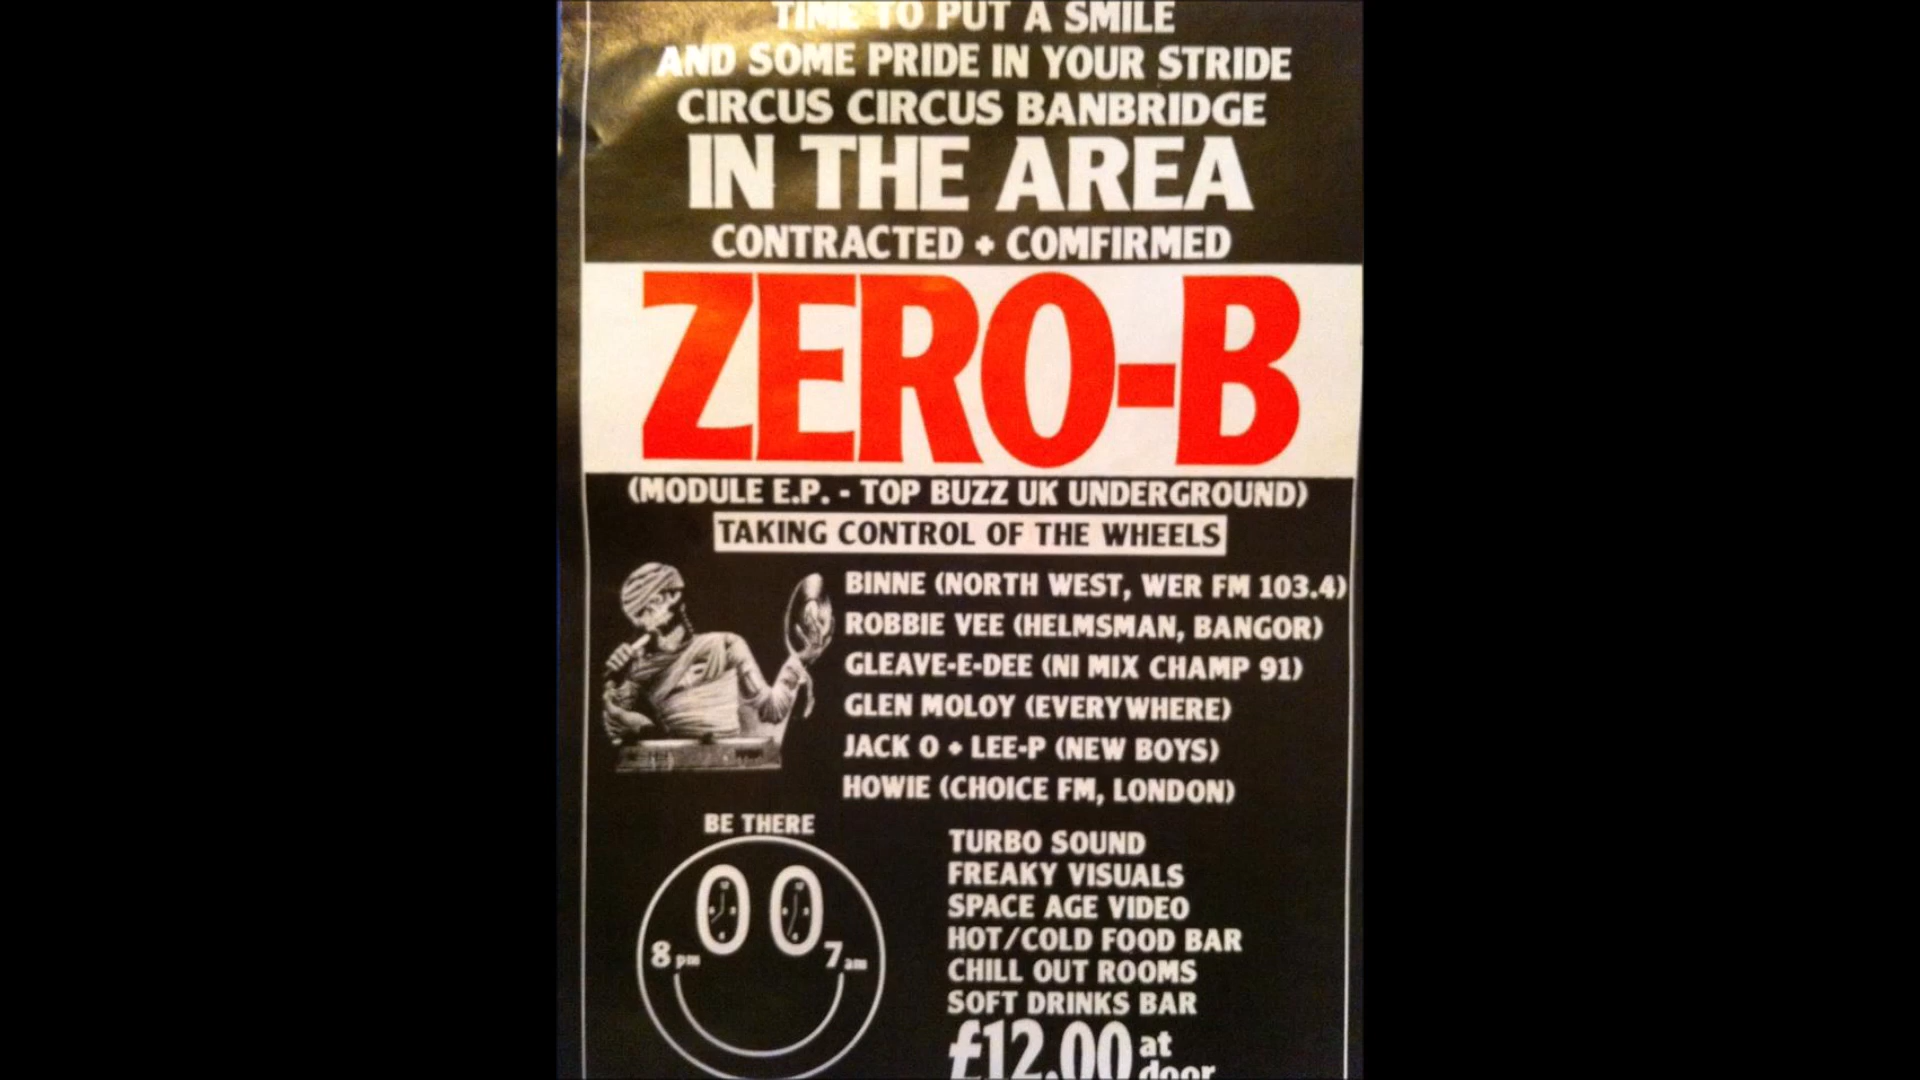 TIME TO PUT A SMILE
AND SOME PRIDE IN YOUR STRIDE
CIRCUS CIRCUS BANBRIDGE
IN THE AREA
CONTRACTED + COMFIRMED
ZERO-B
(MODULE E.P. - TOP BUZZ UK UNDERGROUND)
TAKING CONTROL OF THE WHEELS
BINNE (NORTH WEST, WER FM 103.4)
ROBBIE VEE (HELMSMAN, BANGOR)
GLEAVE-E-DEE (NI MIX CHAMP 91)
GLEN MOLOY (EVERYWHERE)
JACK O + LEE-P (NEW BOYS)
HOWIE (CHOICE FM, LONDON)
BE THERE
8pm 7am
TURBO SOUND
FREAKY VISUALS
SPACE AGE VIDEO
HOT/COLD FOOD BAR
CHILL OUT ROOMS
SOFT DRINKS BAR
£12.00 at door